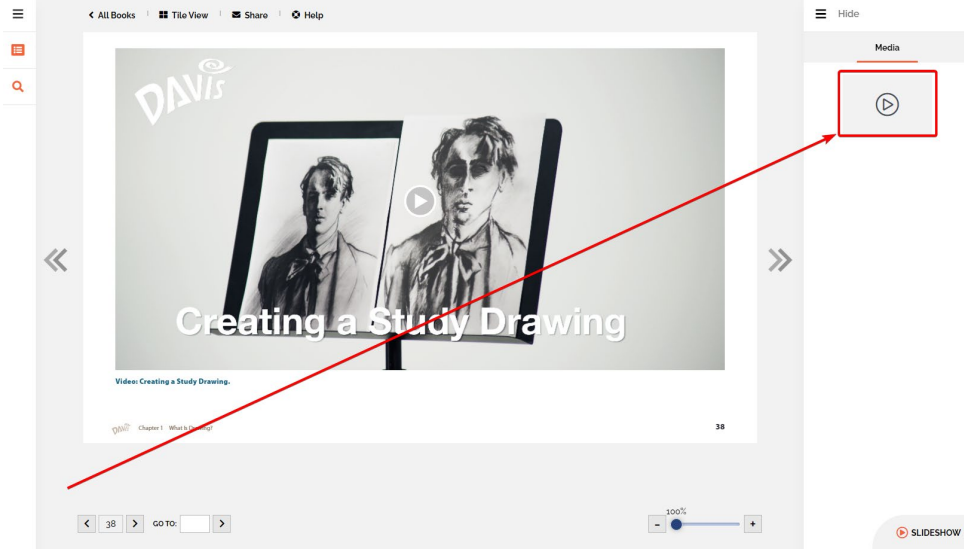 All Books
Tile View
Share
Help
Hide
Media
DAVIS
Creating a Study Drawing
Video: Creating a Study Drawing.
DAVIS
Chapter 1 What Is Drawing?
38
38
GO TO:
100%
-
+
SLIDESHOW